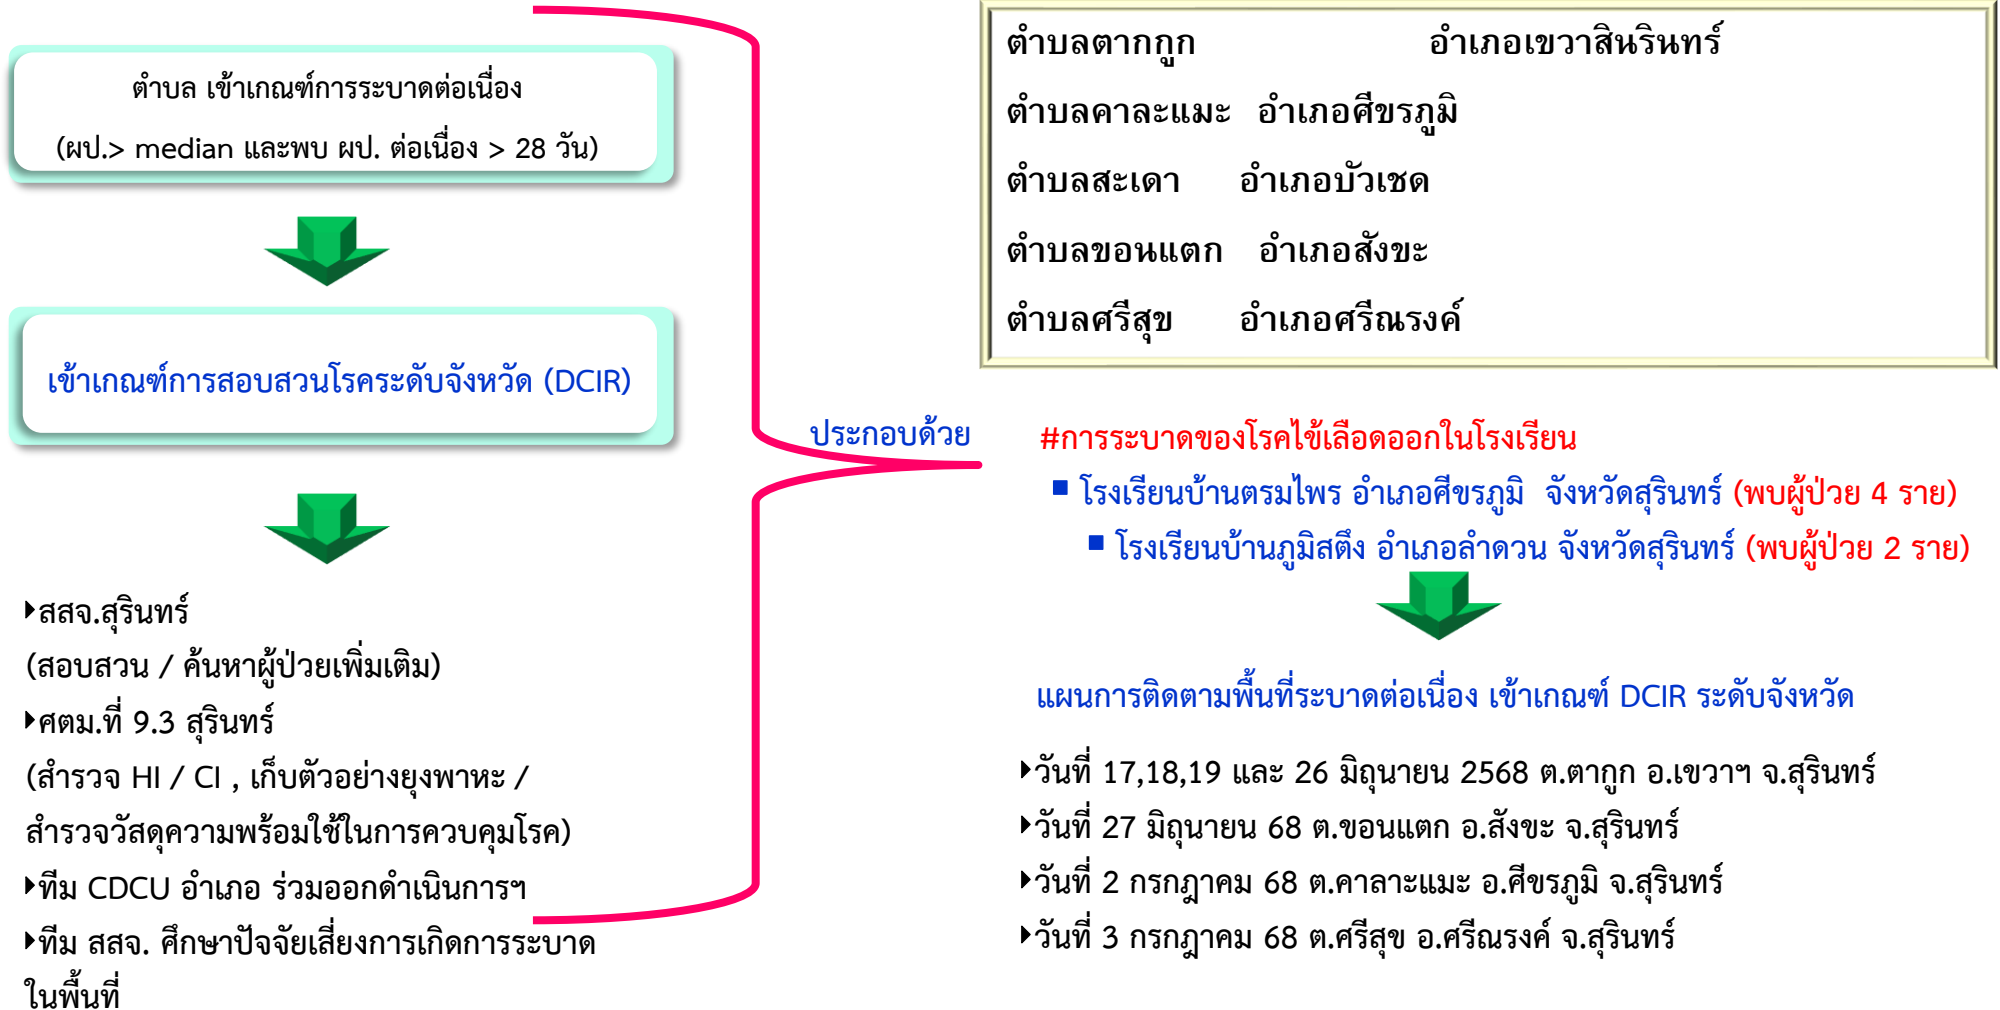 ตำบล เข้าเกณฑ์การระบาดต่อเนื่อง
(ผป.> median และพบ ผป. ต่อเนื่อง > 28 วัน)
เข้าเกณฑ์การสอบสวนโรคระดับจังหวัด (DCIR)
สสจ.สุรินทร์
(สอบสวน / ค้นหาผู้ป่วยเพิ่มเติม)
ศตม.ที่ 9.3 สุรินทร์
(สำรวจ HI / CI , เก็บตัวอย่างยุงพาหะ /
สำรวจวัสดุความพร้อมใช้ในการควบคุมโรค)
ทีม CDCU อำเภอ ร่วมออกดำเนินการฯ
ทีม สสจ. ศึกษาปัจจัยเสี่ยงการเกิดการระบาด
ในพื้นที่
ประกอบด้วย
ตำบลตากกูก อำเภอเขวาสินรินทร์
ตำบลคาละแมะ อำเภอศีขรภูมิ
ตำบลสะเดา อำเภอบัวเชด
ตำบลขอนแตก อำเภอสังขะ
ตำบลศรีสุข อำเภอศรีณรงค์
#การระบาดของโรคไข้เลือดออกในโรงเรียน
โรงเรียนบ้านตรมไพร อำเภอศีขรภูมิ จังหวัดสุรินทร์ (พบผู้ป่วย 4 ราย)
โรงเรียนบ้านภูมิสตึง อำเภอลำดวน จังหวัดสุรินทร์ (พบผู้ป่วย 2 ราย)
แผนการติดตามพื้นที่ระบาดต่อเนื่อง เข้าเกณฑ์ DCIR ระดับจังหวัด
วันที่ 17,18,19 และ 26 มิถุนายน 2568 ต.ตากูก อ.เขวาฯ จ.สุรินทร์
วันที่ 27 มิถุนายน 68 ต.ขอนแตก อ.สังขะ จ.สุรินทร์
วันที่ 2 กรกฎาคม 68 ต.คาลาะแมะ อ.ศีขรภูมิ จ.สุรินทร์
วันที่ 3 กรกฎาคม 68 ต.ศรีสุข อ.ศรีณรงค์ จ.สุรินทร์